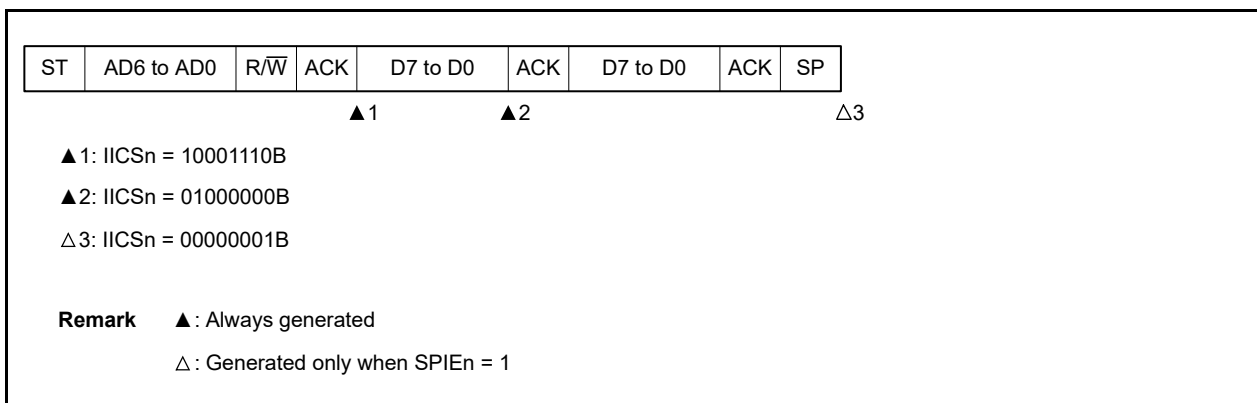 ST AD6 to AD0 R/W̅ ACK D7 to D0 ACK D7 to D0 ACK SP
▲1 ▲2 △3
▲1: IICSn = 10001110B
▲2: IICSn = 01000000B
△3: IICSn = 00000001B
Remark ▲: Always generated
△: Generated only when SPIEn = 1